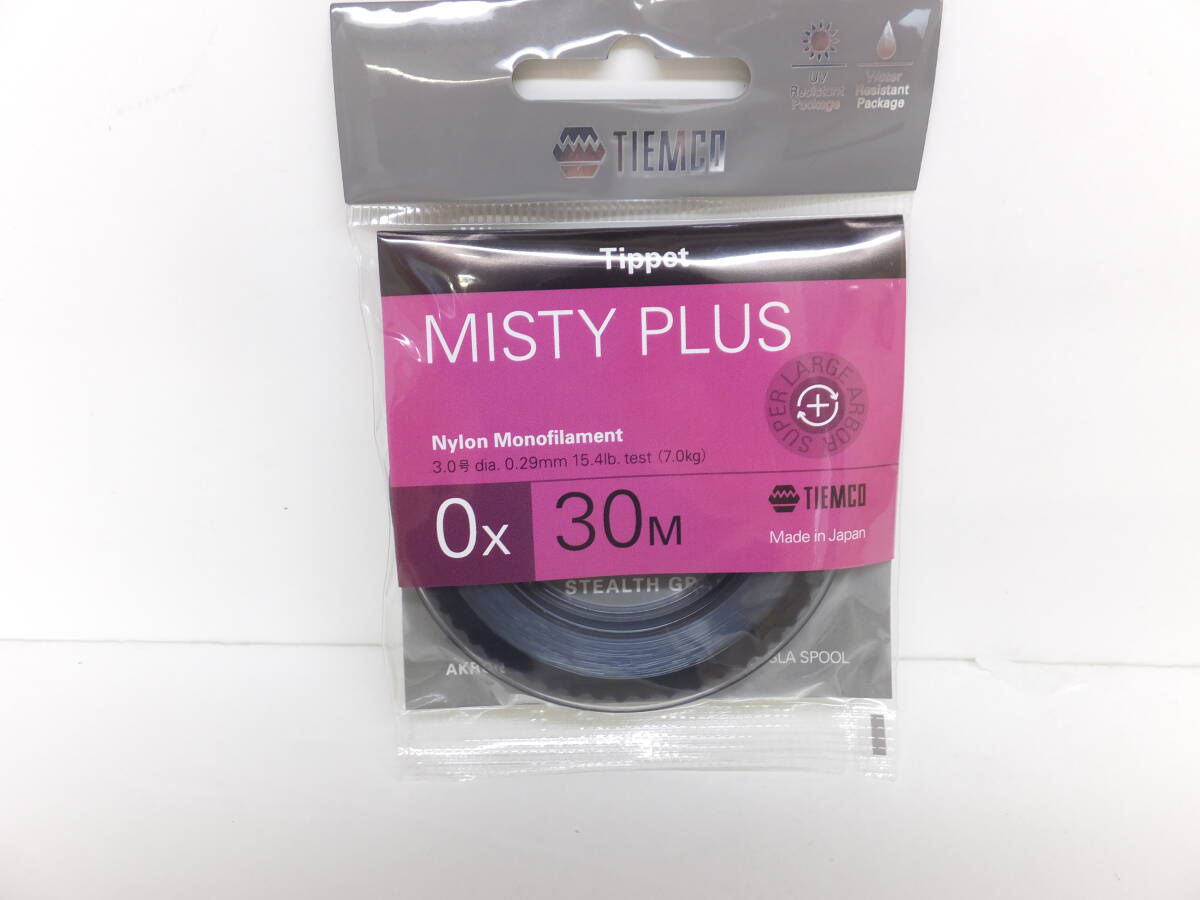 UV
Resistant
Package
Water
Resistant
Package
TIEMCO
Tippet
MISTY PLUS
SUPER LARGE ARBOR
Nylon Monofilament
3.0号 dia. 0.29mm 15.4lb. test (7.0kg)
0X
30M
TIEMCO
Made in Japan
STEALTH GR
SLA SPOOL